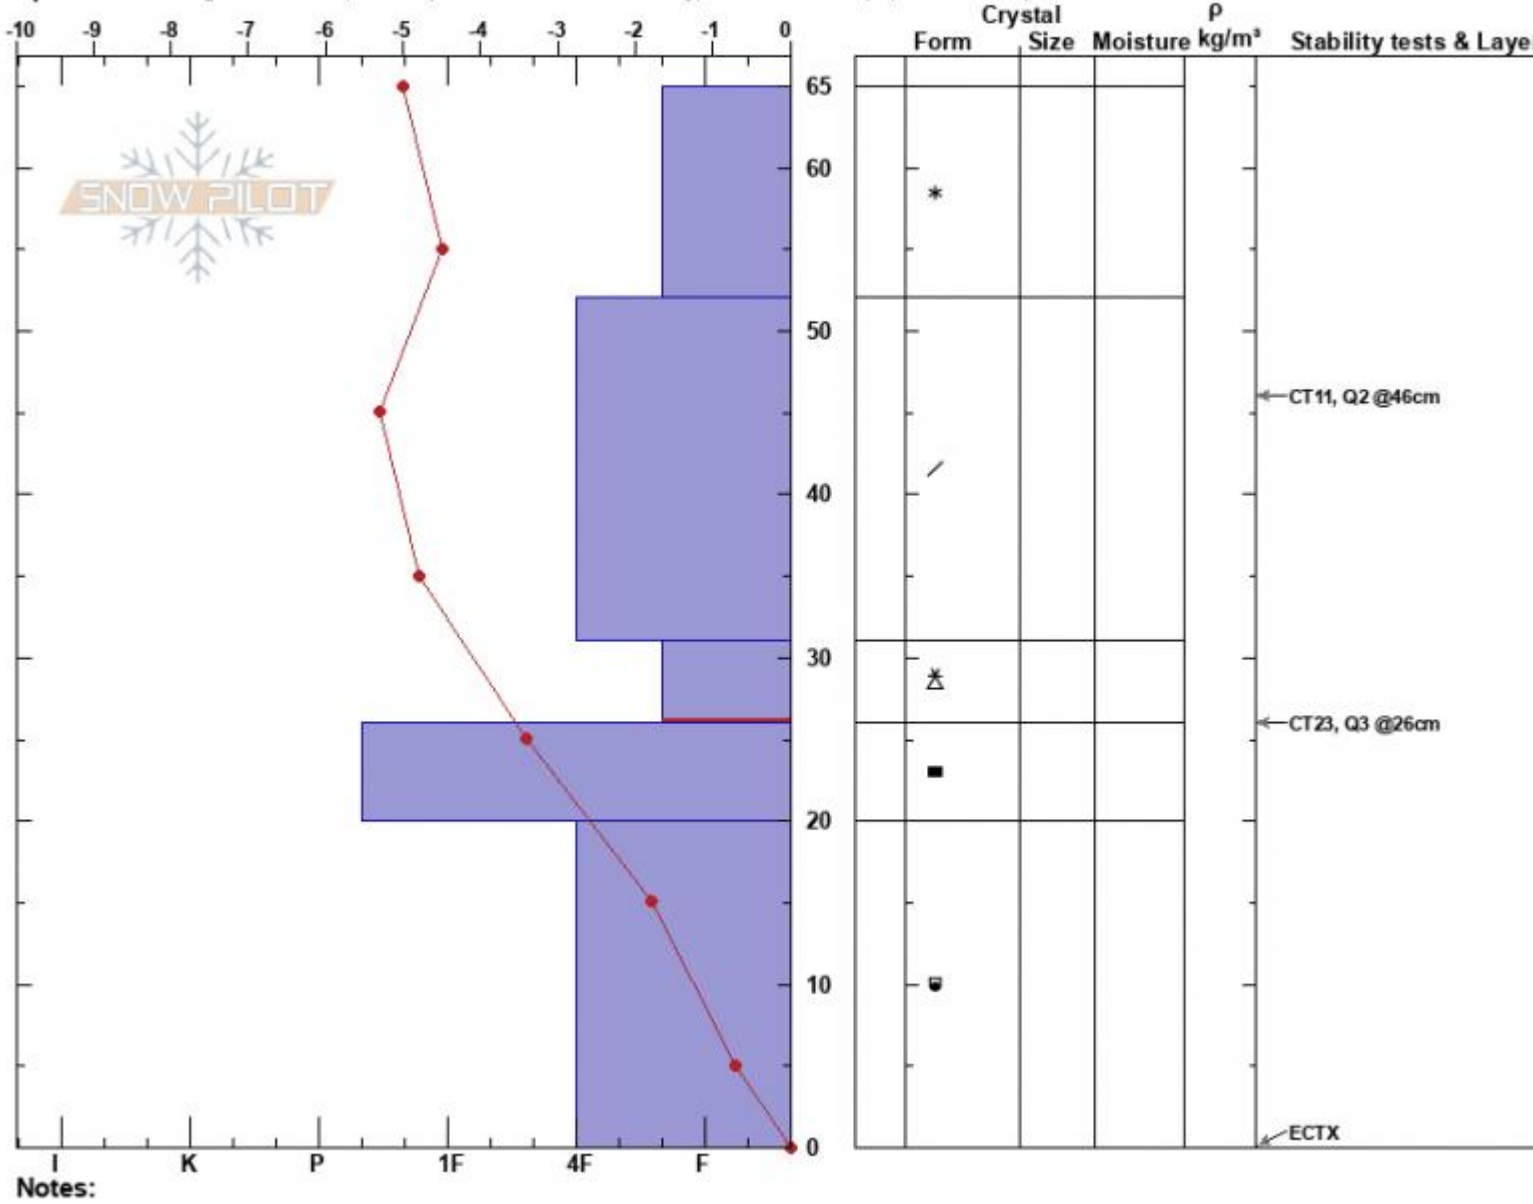 Crystal ρ
-10 -9 -8 -7 -6 -5 -4 -3 -2 -1 0 Form Size Moisture kg/m³ Stability tests & Layer
65
SNOW PILOT
60
50
CT11, Q2 @46cm
40
30
CT23, Q3 @26cm
20
10
ECTX
0
I K P 1F 4F F
Notes: